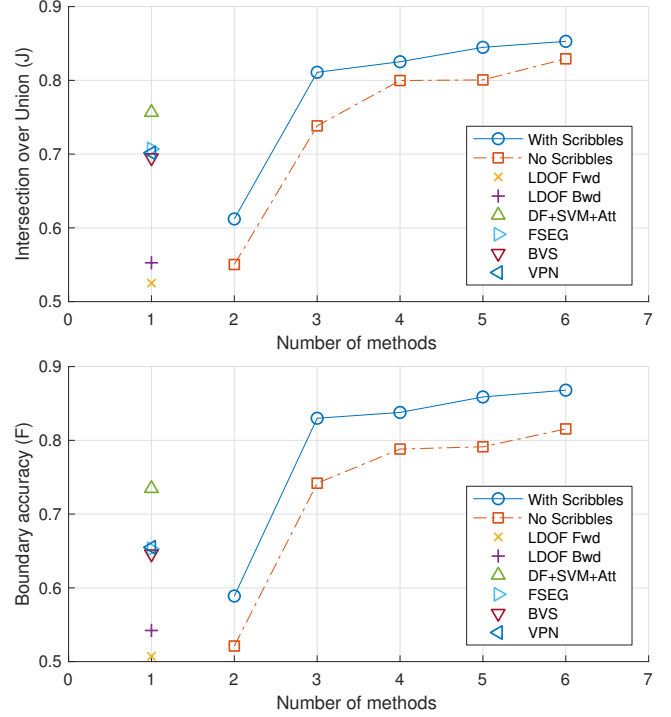 0.9
0.8
0.7
0.6
0.5
Intersection over Union (J)
With Scribbles
No Scribbles
LDOF Fwd
LDOF Bwd
DF+SVM+Att
FSEG
BVS
VPN
0 1 2 3 4 5 6 7
Number of methods
0.9
0.8
0.7
0.6
0.5
Boundary accuracy (F)
With Scribbles
No Scribbles
LDOF Fwd
LDOF Bwd
DF+SVM+Att
FSEG
BVS
VPN
0 1 2 3 4 5 6 7
Number of methods